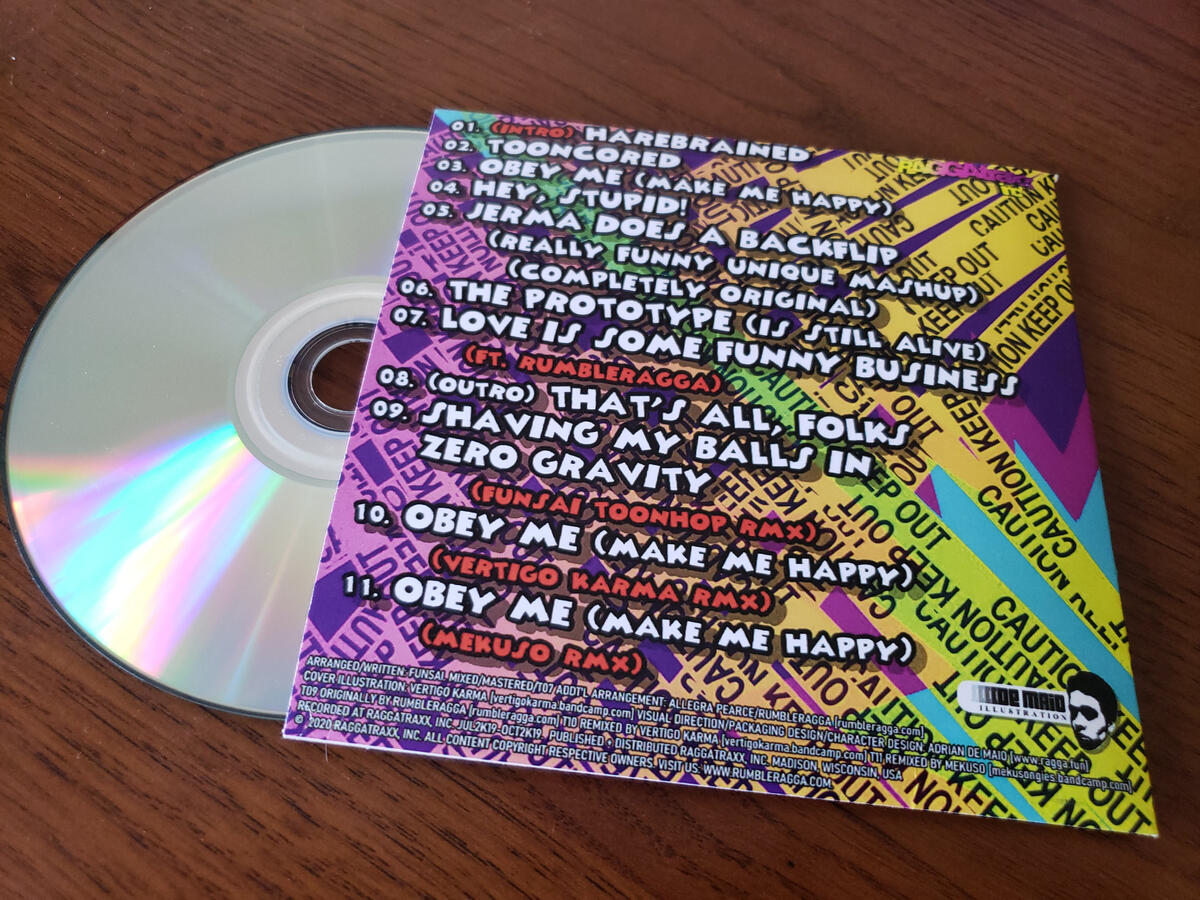 01. (INTRO) HAREBRAINED
02. TOONCORED
03. OBEY ME (MAKE ME HAPPY)
04. HEY, STUPID!
05. JERMA DOES A BACKFLIP
(REALLY FUNNY UNIQUE MASHUP)
(COMPLETELY ORIGINAL)
06. THE PROTOTYPE (IS STILL ALIVE)
07. LOVE IS SOME FUNNY BUSINESS
(FT. RUMBLERAGGA)
08. (OUTRO) THAT'S ALL, FOLKS
09. SHAVING MY BALLS IN
ZERO GRAVITY
(FUNSAI TOONHOP RMX)
10. OBEY ME (MAKE ME HAPPY)
(VERTIGO KARMA RMX)
11. OBEY ME (MAKE ME HAPPY)
(MEKUSO RMX)
ARRANGED/WRITTEN: FUNSAI. MIXED/MASTERED/T07 ADDT'L ARRANGEMENT: ALLEGRA PEARCE/RUMBLERAGGA [rumbleragga.com]
COVER ILLUSTRATION: VERTIGO KARMA [vertigokarma.bandcamp.com] VISUAL DIRECTION/PACKAGING DESIGN/CHARACTER DESIGN: ADRIAN DE MAIO [www.ragga.fun]
T09 ORIGINALLY BY RUMBLERAGGA [rumbleragga.com] T10 REMIXED BY VERTIGO KARMA [vertigokarma.bandcamp.com] T11 REMIXED BY MEKUSO [mekusongies.bandcamp.com]
RECORDED AT RAGGATRAXX, INC. JUL2K19-OCT2K19. PUBLISHED + DISTRIBUTED RAGGATRAXX, INC. MADISON, WISCONSIN, USA
© 2020 RAGGATRAXX, INC. ALL CONTENT COPYRIGHT RESPECTIVE OWNERS. VISIT US: WWW.RUMBLERAGGA.COM
MAID
ILLUSTRATION
CAUTION KEEP OUT
CAUTION KEEP OUT
CAUTION KEEP OUT
CAUTION